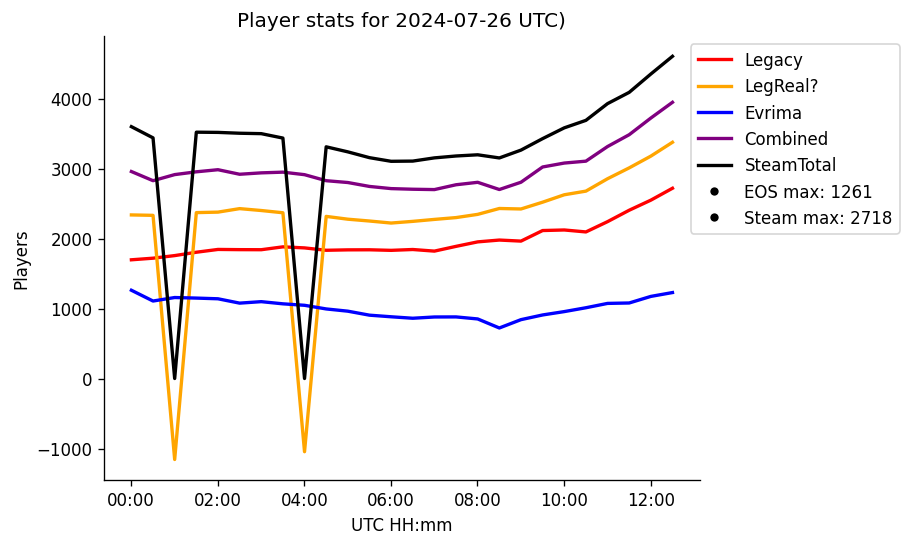 Player stats for 2024-07-26 UTC)
Legacy
LegReal?
Evrima
Combined
SteamTotal
EOS max: 1261
Steam max: 2718
Players
4000
3000
2000
1000
0
−1000
00:00 02:00 04:00 06:00 08:00 10:00 12:00
UTC HH:mm